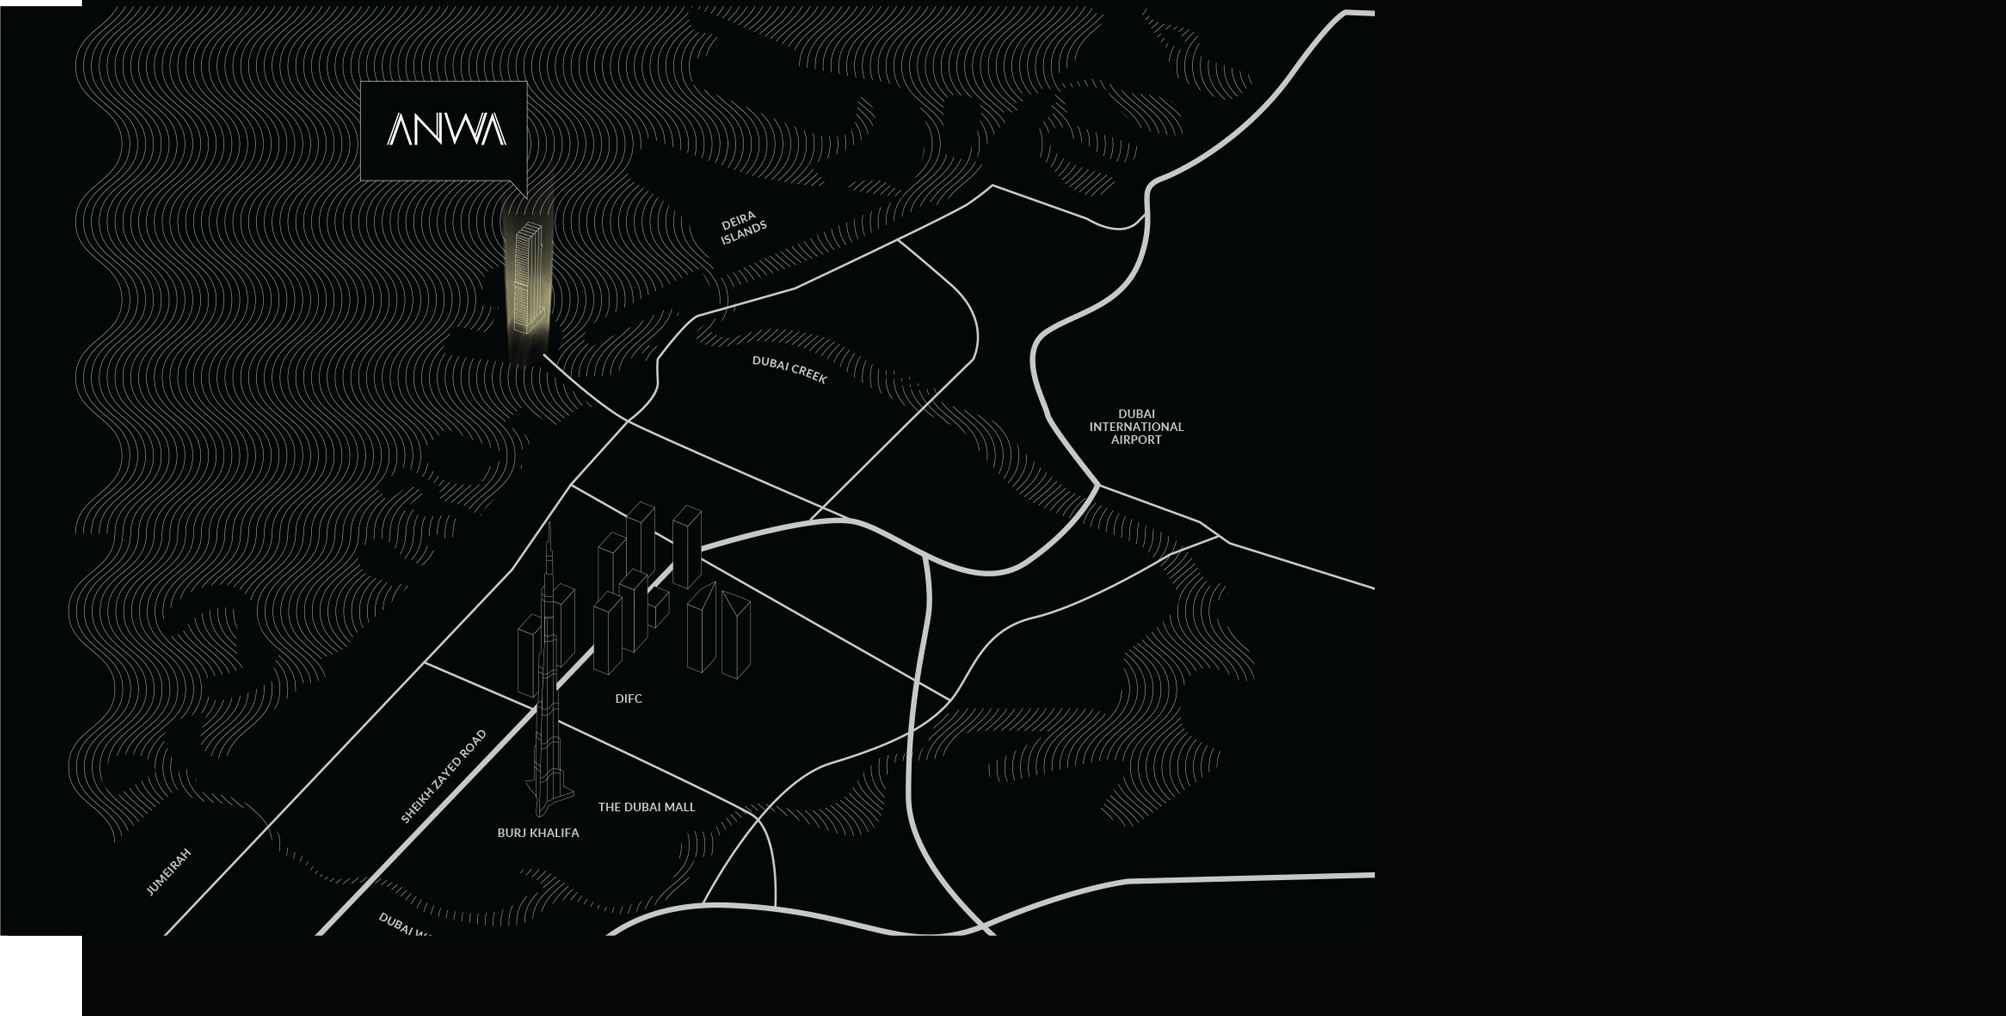 ANWA
DEIRA
ISLANDS
DUBAI CREEK
DUBAI
INTERNATIONAL
AIRPORT
DIFC
SHEIKH ZAYED ROAD
THE DUBAI MALL
BURJ KHALIFA
JUMEIRAH
DUBAI